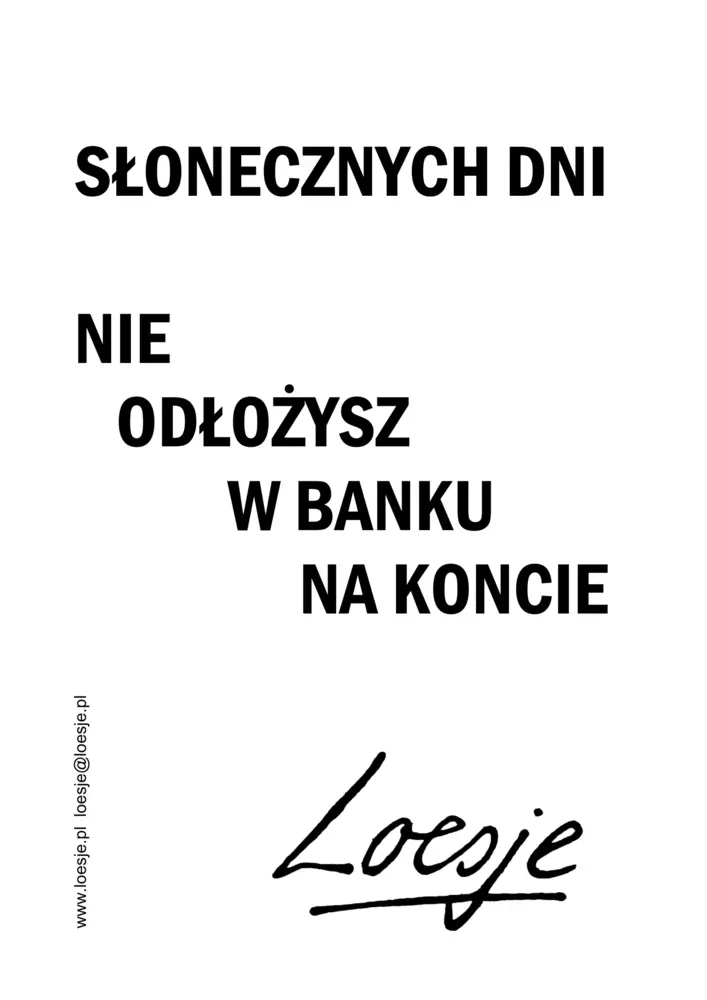 SŁONECZNYCH DNI
NIE
ODŁOŻYSZ
W BANKU
NA KONCIE
Loesje
www.loesje.pl loesje@loesje.pl